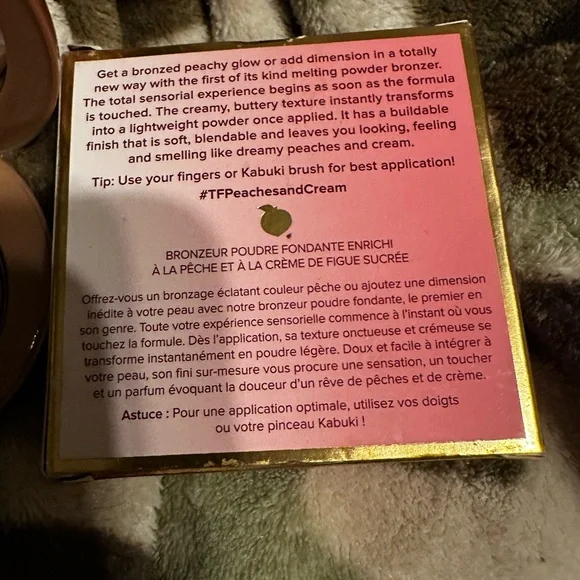 Get a bronzed peachy glow or add dimension in a totally
new way with the first of its kind melting powder bronzer.
The total sensorial experience begins as soon as the formula
is touched. The creamy, buttery texture instantly transforms
into a lightweight powder once applied. It has a buildable
finish that is soft, blendable and leaves you looking, feeling
and smelling like dreamy peaches and cream.
Tip: Use your fingers or Kabuki brush for best application!
#TFPeachesandCream
BRONZEUR POUDRE FONDANTE ENRICHI
À LA PÊCHE ET À LA CRÈME DE FIGUE SUCRÉE
Offrez-vous un bronzage éclatant couleur pêche ou ajoutez une dimension
inédite à votre peau avec notre bronzeur poudre fondante, le premier en
son genre. Toute votre expérience sensorielle commence à l'instant où vous
touchez la formule. Dès l'application, sa texture onctueuse et crémeuse se
transforme instantanément en poudre légère. Doux et facile à intégrer à
votre peau, son fini sur-mesure vous procure une sensation, un toucher
et un parfum évoquant la douceur d'un rêve de pêches et de crème.
Astuce : Pour une application optimale, utilisez vos doigts
ou votre pinceau Kabuki !